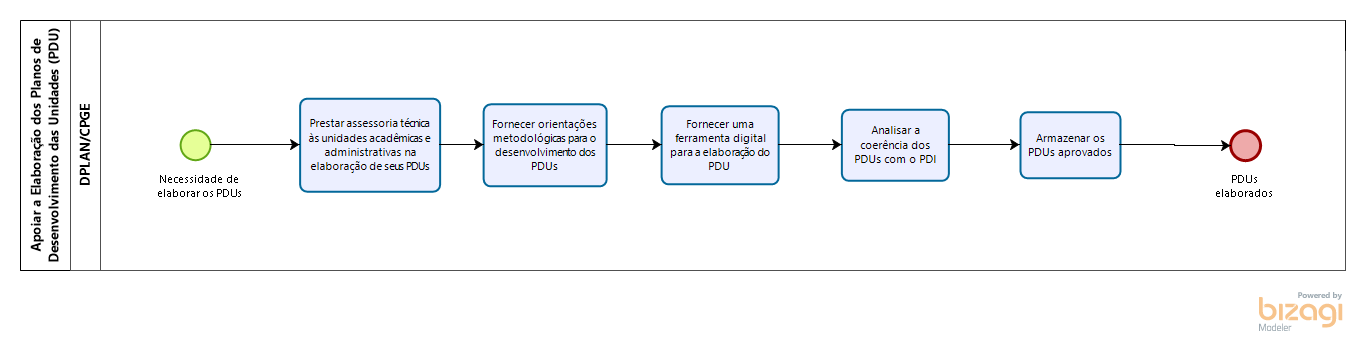 Apoiar a Elaboração dos Planos de
Desenvolvimento das Unidades (PDU)
DPLAN/CPGE
Necessidade de
elaborar os PDUs
Prestar assessoria técnica
às unidades acadêmicas e
administrativas na
elaboração de seus PDUs
Fornecer orientações
metodológicas para o
desenvolvimento dos
PDUs
Fornecer uma
ferramenta digital
para a elaboração do
PDU
Analisar a
coerência dos
PDUs com o PDI
Armazenar os
PDUs aprovados
PDUs
elaborados
Powered by
bizagi
Modeler